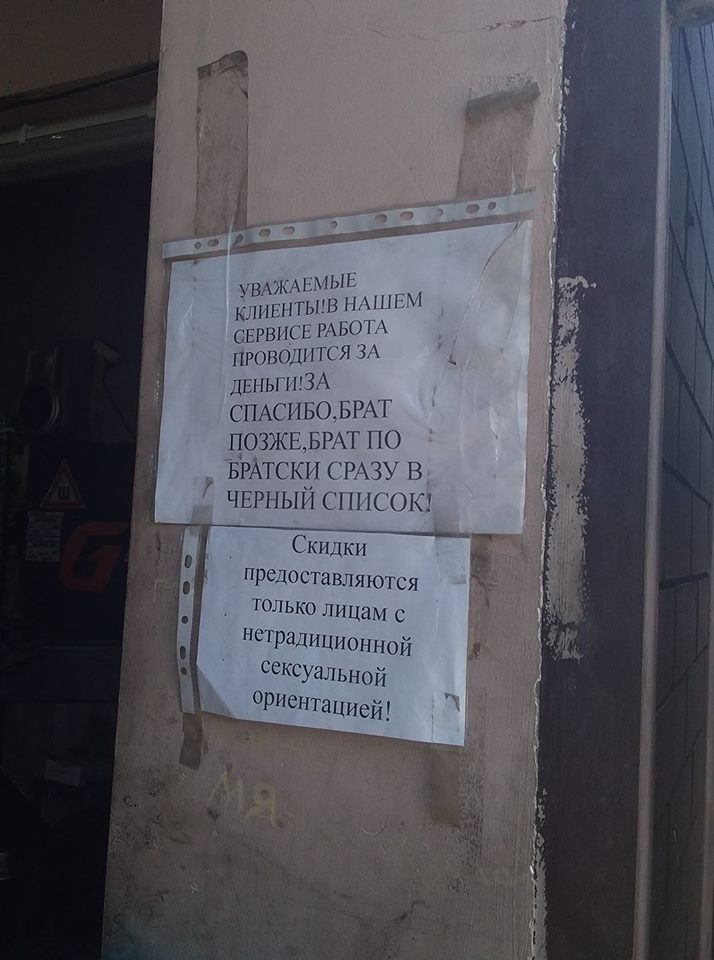 УВАЖАЕМЫЕ
КЛИЕНТЫ!В НАШЕМ
СЕРВИСЕ РАБОТА
ПРОВОДИТСЯ ЗА
ДЕНЬГИ!ЗА
СПАСИБО,БРАТ
ПОЗЖЕ,БРАТ ПО
БРАТСКИ СРАЗУ В
ЧЕРНЫЙ СПИСОК!
Скидки
предоставляются
только лицам с
нетрадиционной
сексуальной
ориентацией!
Ш
G